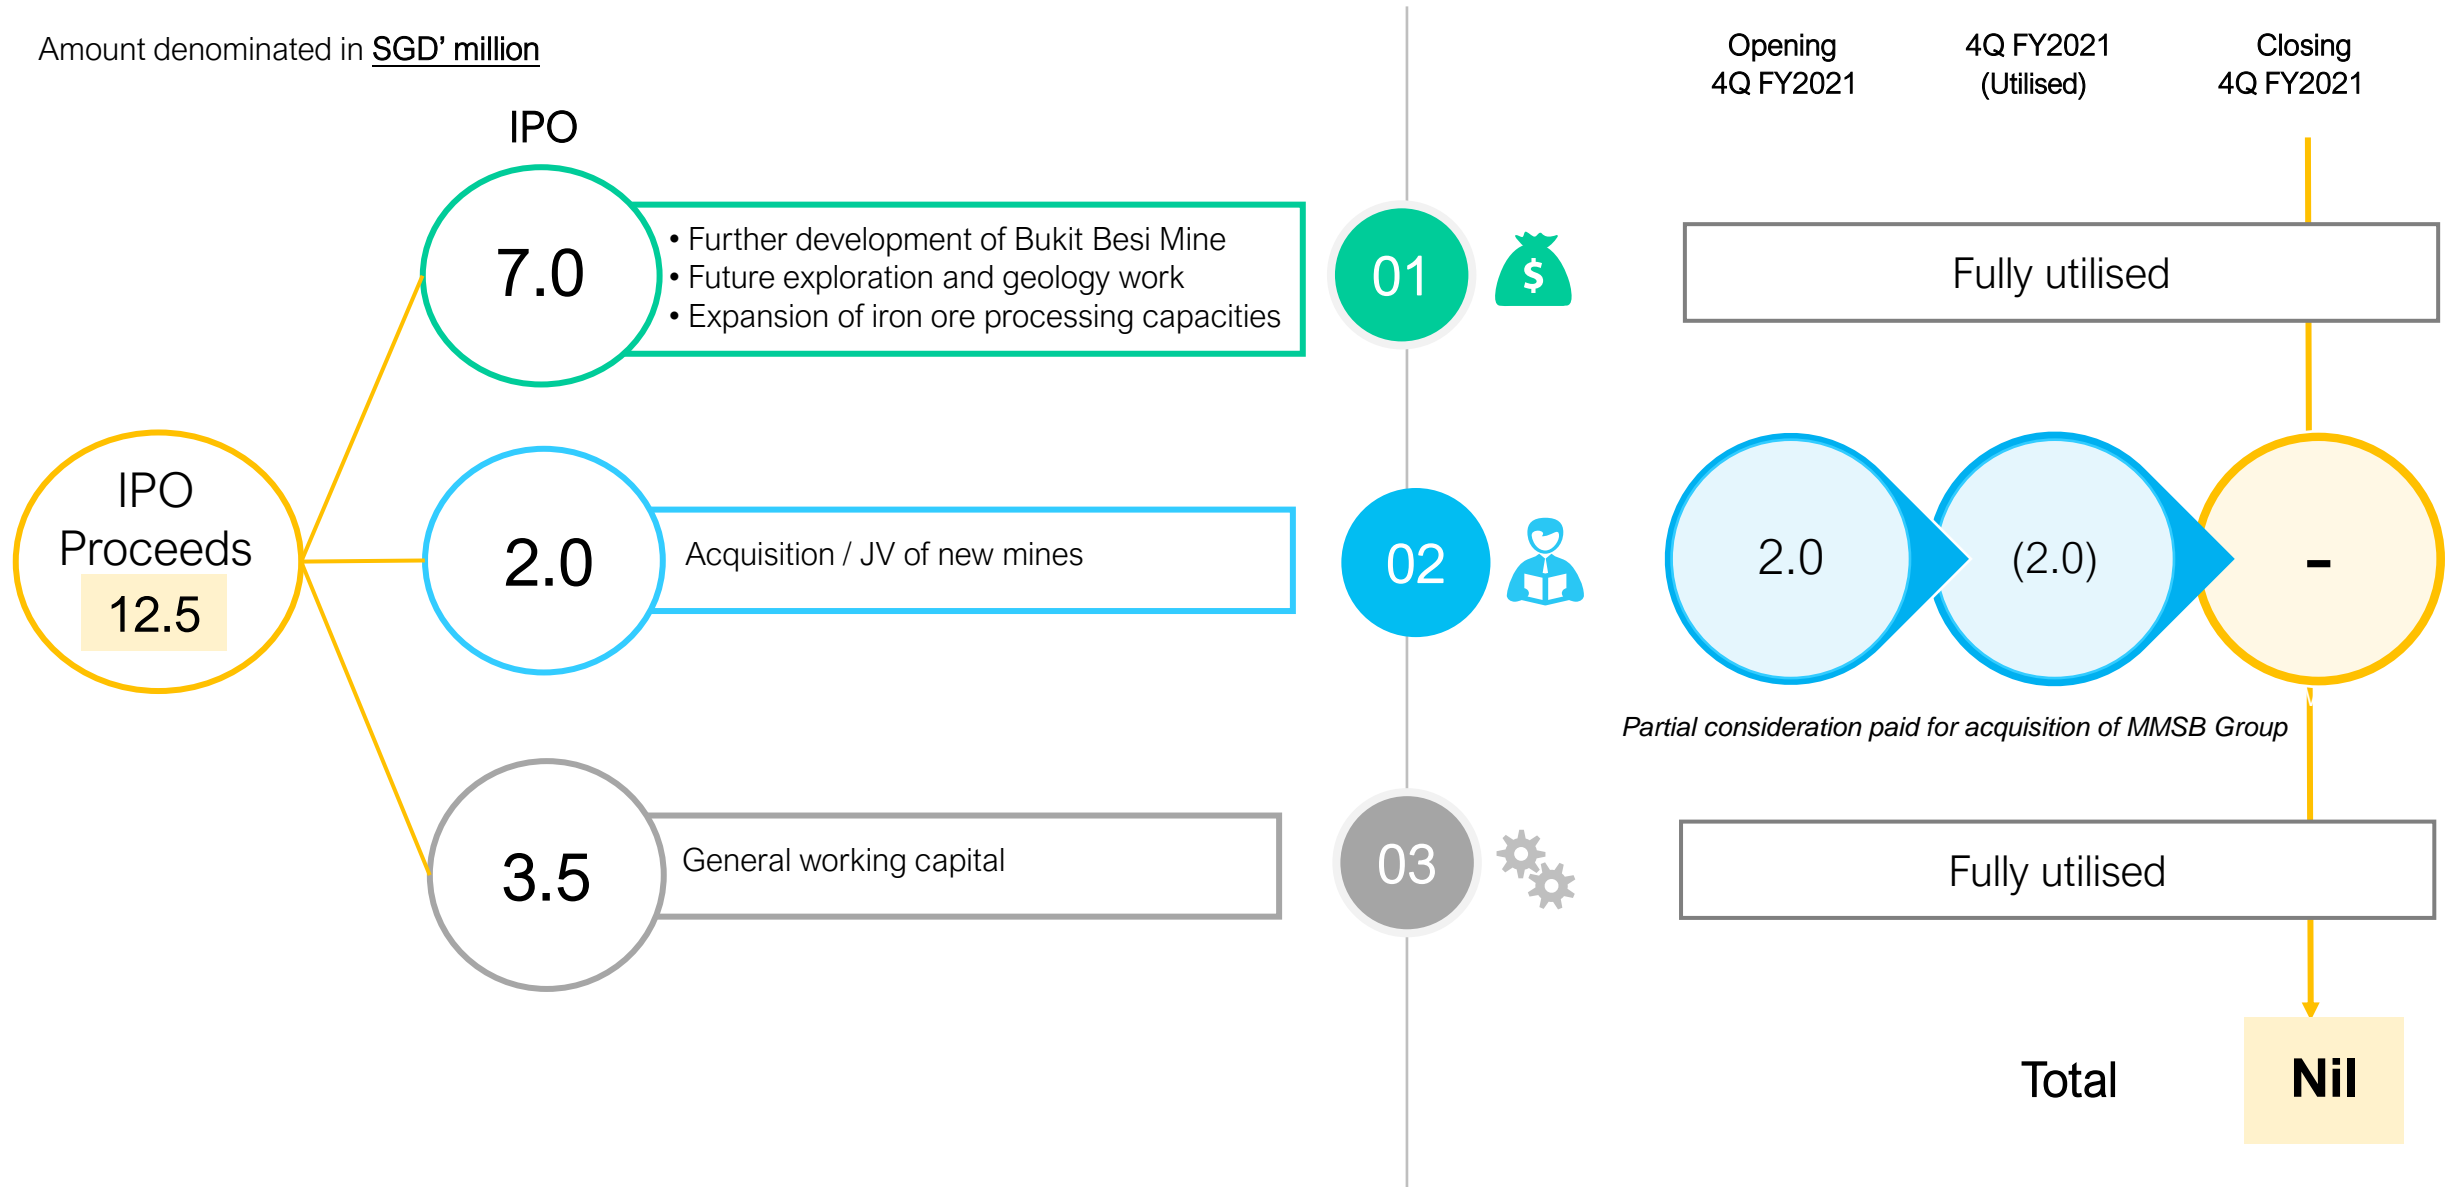 Amount denominated in SGD' million
Opening
4Q FY2021
4Q FY2021
(Utilised)
Closing
4Q FY2021
IPO
7.0
• Further development of Bukit Besi Mine
• Future exploration and geology work
• Expansion of iron ore processing capacities
01
$
Fully utilised
IPO
Proceeds
12.5
2.0
Acquisition / JV of new mines
02
2.0
(2.0)
-
Partial consideration paid for acquisition of MMSB Group
3.5
General working capital
03
Fully utilised
Total
Nil